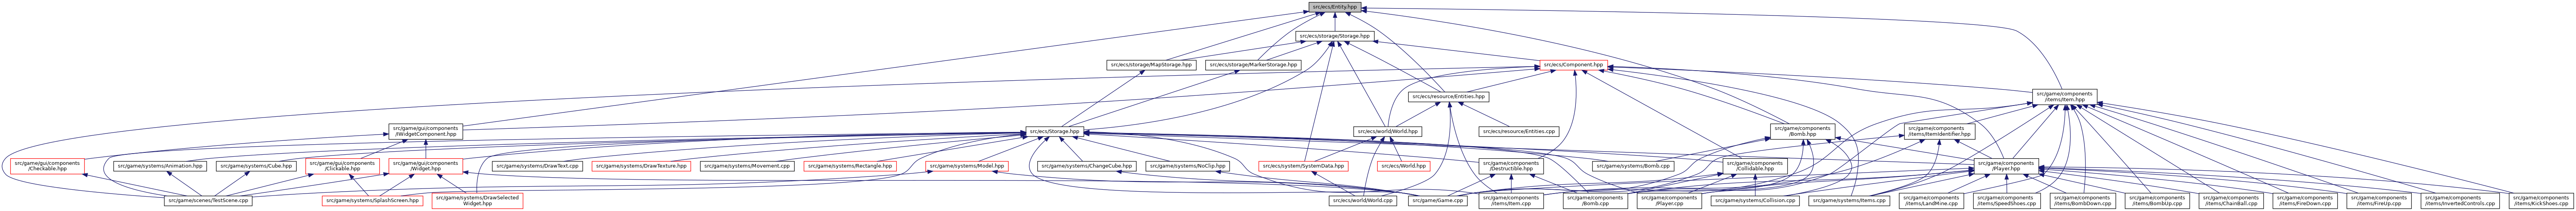 src/ecs/Entity.hpp
src/ecs/storage/Storage.hpp
src/ecs/storage/MapStorage.hpp
src/ecs/storage/MarkerStorage.hpp
src/ecs/Component.hpp
src/ecs/resource/Entities.hpp
src/game/components
/items/Item.hpp
src/game/gui/components
/IWidgetComponent.hpp
src/ecs/Storage.hpp
src/ecs/resource/Entities.cpp
src/ecs/world/World.hpp
src/game/components
/Bomb.hpp
src/game/components
/items/ItemIdentifier.hpp
src/game/gui/components
/Checkable.hpp
src/game/systems/Animation.hpp
src/game/systems/Cube.hpp
src/game/gui/components
/Clickable.hpp
src/game/gui/components
/Widget.hpp
src/game/systems/DrawText.cpp
src/game/systems/DrawTexture.hpp
src/game/systems/Movement.cpp
src/game/systems/Rectangle.hpp
src/game/systems/Model.hpp
src/game/systems/ChangeCube.hpp
src/game/systems/NoClip.hpp
src/ecs/system/SystemData.hpp
src/ecs/World.hpp
src/game/components
/Destructible.hpp
src/game/systems/Bomb.cpp
src/game/components
/Collidable.hpp
src/game/components
/Player.hpp
src/game/scenes/TestScene.cpp
src/game/systems/SplashScreen.hpp
src/game/systems/DrawSelected
Widget.hpp
src/ecs/world/World.cpp
src/game/Game.cpp
src/game/components
/items/Item.cpp
src/game/components
/Bomb.cpp
src/game/components
/Player.cpp
src/game/systems/Collision.cpp
src/game/systems/Items.cpp
src/game/components
/items/LandMine.cpp
src/game/components
/items/SpeedShoes.cpp
src/game/components
/items/BombDown.cpp
src/game/components
/items/BombUp.cpp
src/game/components
/items/ChainBall.cpp
src/game/components
/items/FireDown.cpp
src/game/components
/items/FireUp.cpp
src/game/components
/items/InvertedControls.cpp
src/game/components
/items/KickShoes.cpp